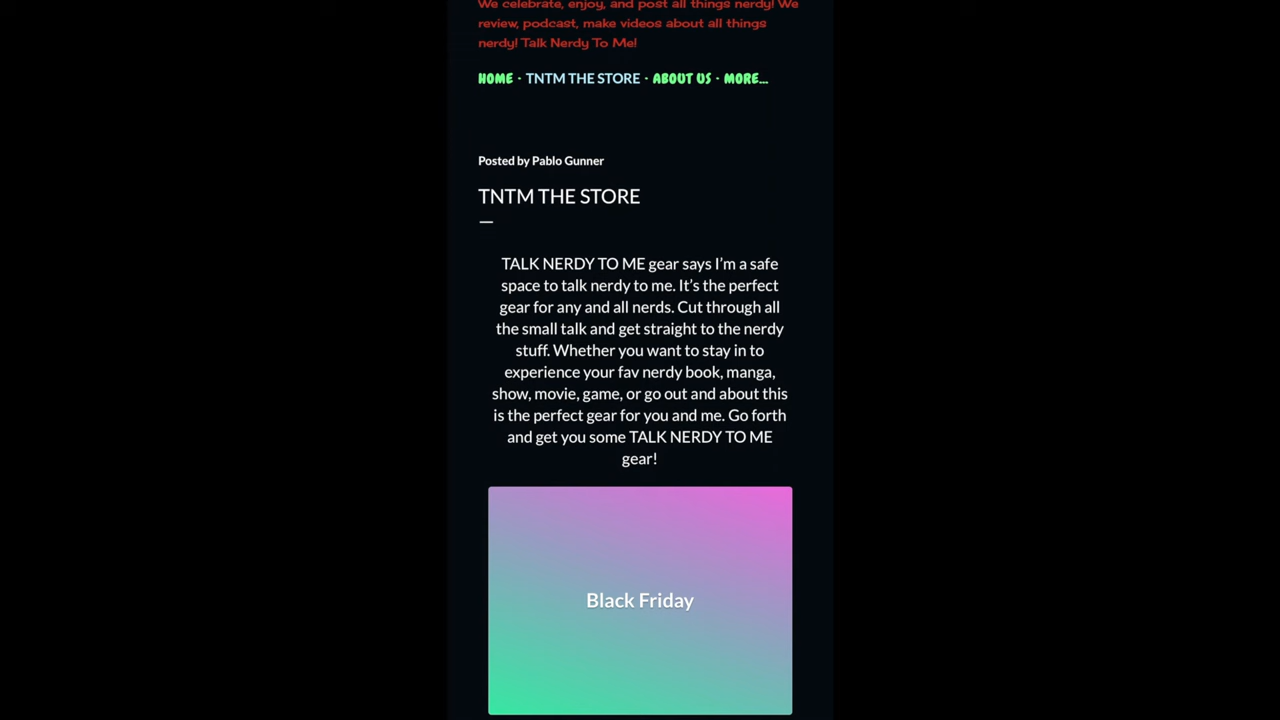 We celebrate, enjoy, and post all things nerdy! We
review, podcast, make videos about all things
nerdy! Talk Nerdy To Me!
HOME · TNTM THE STORE · ABOUT US · MORE...
Posted by Pablo Gunner
TNTM THE STORE
—
TALK NERDY TO ME gear says I’m a safe
space to talk nerdy to me. It’s the perfect
gear for any and all nerds. Cut through all
the small talk and get straight to the nerdy
stuff. Whether you want to stay in to
experience your fav nerdy book, manga,
show, movie, game, or go out and about this
is the perfect gear for you and me. Go forth
and get you some TALK NERDY TO ME
gear!
Black Friday